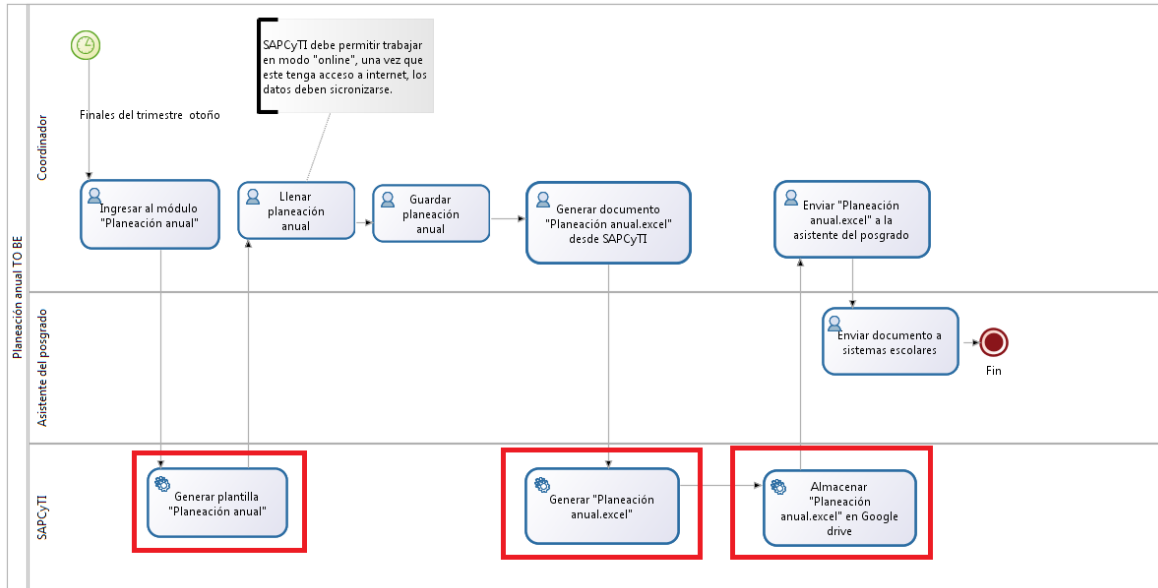 Planeación anual TO BE
Coordinador
SAPCyTI debe permitir trabajar
en modo "online", una vez que
este tenga acceso a internet, los
datos deben sicronizarse.
Finales del trimestre otoño
Ingresar al módulo
"Planeación anual"
Llenar
planeación
anual
Guardar
planeación
anual
Generar documento
"Planeación anual.excel"
desde SAPCyTI
Enviar "Planeación
anual.excel" a la
asistente del posgrado
Asistente del posgrado
Enviar documento a
sistemas escolares
Fin
SAPCyTI
Generar plantilla
"Planeación anual"
Generar "Planeación
anual.excel"
Almacenar
"Planeación
anual.excel" en Google
drive